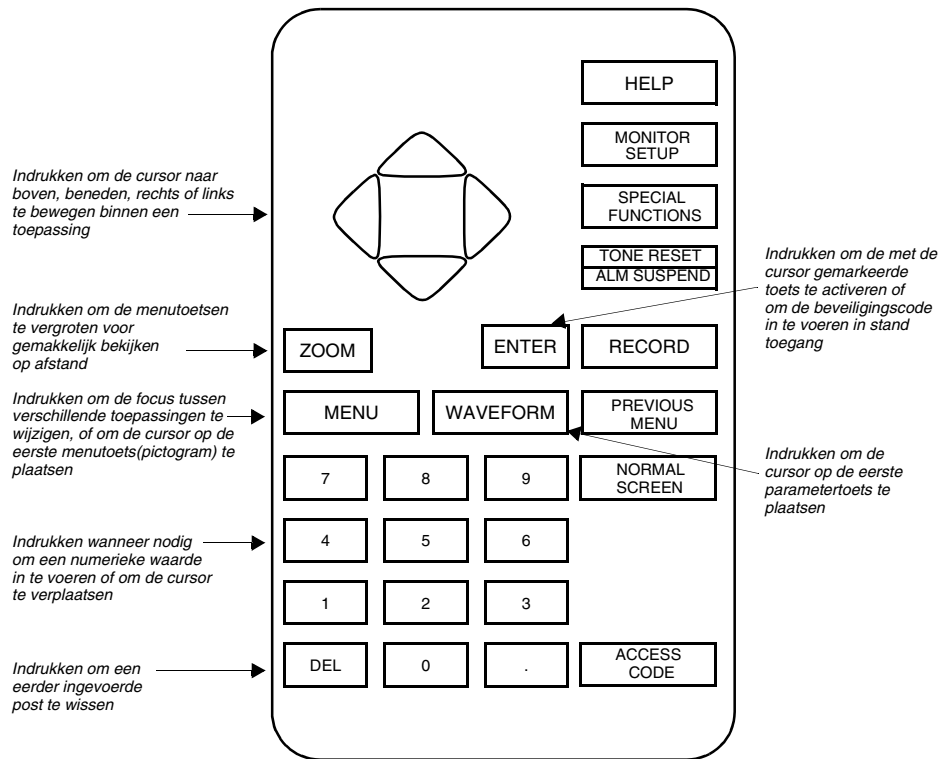 HELP
MONITOR
SETUP
SPECIAL
FUNCTIONS
TONE RESET
ALM SUSPEND
Indrukken om de cursor naar
boven, beneden, rechts of links
te bewegen binnen een
toepassing
Indrukken om de met de
cursor gemarkeerde
toets te activeren of
om de beveiligingscode
in te voeren in stand
toegang
Indrukken om de menutoetsen
te vergroten voor
gemakkelijk bekijken
op afstand
ZOOM
ENTER
RECORD
Indrukken om de focus tussen
verschillende toepassingen te
wijzigen, of om de cursor op de
eerste menutoets(pictogram) te
plaatsen
MENU
WAVEFORM
PREVIOUS
MENU
Indrukken om de
cursor op de eerste
parametertoets te
plaatsen
7
8
9
NORMAL
SCREEN
Indrukken wanneer nodig
om een numerieke waarde
in te voeren of om de cursor
te verplaatsen
4
5
6
1
2
3
Indrukken om een
eerder ingevoerde
post te wissen
DEL
0
.
ACCESS
CODE